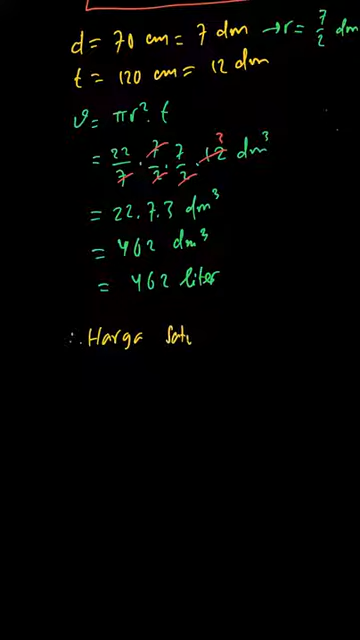 d = 70 cm = 7 dm → r = 7/2 dm
t = 120 cm = 12 dm
V = πr². t
= 22/7 . 7/2 . 7/2 . 12 3 dm³
= 22.7.3 dm³
= 462 dm³
= 462 liter
∴ Harga